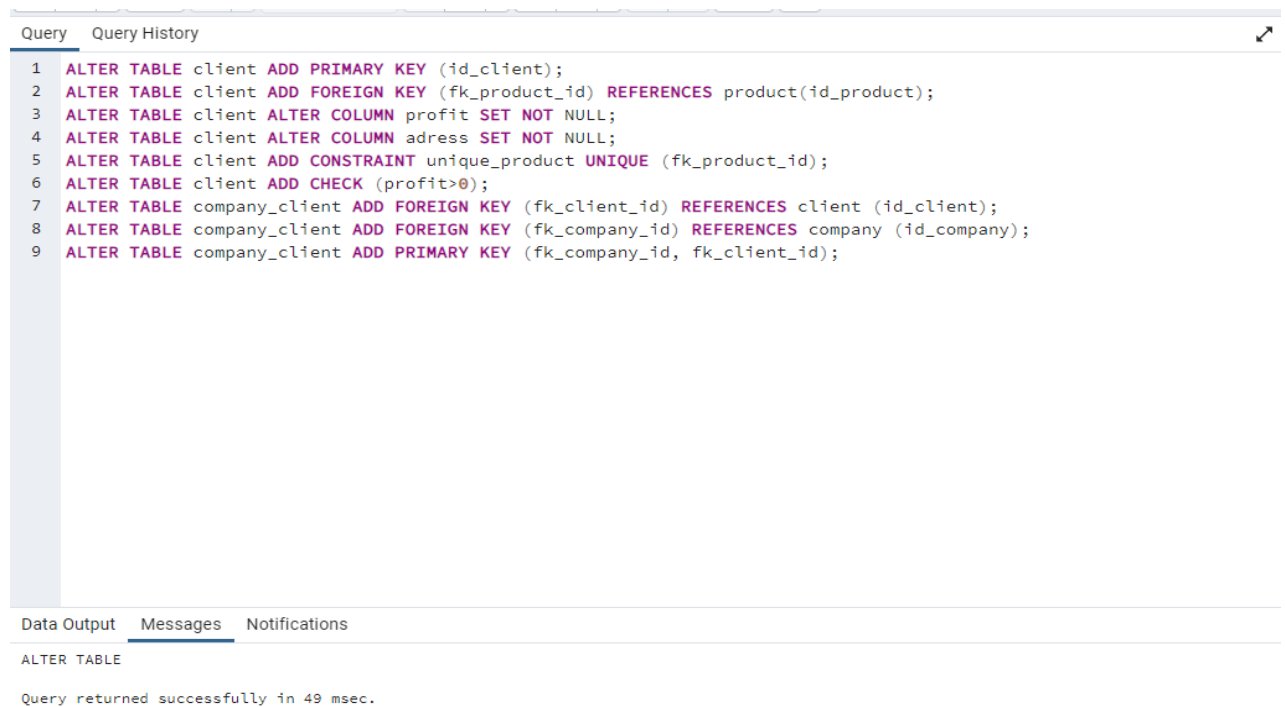 Query Query History
1 ALTER TABLE client ADD PRIMARY KEY (id_client);
2 ALTER TABLE client ADD FOREIGN KEY (fk_product_id) REFERENCES product(id_product);
3 ALTER TABLE client ALTER COLUMN profit SET NOT NULL;
4 ALTER TABLE client ALTER COLUMN adress SET NOT NULL;
5 ALTER TABLE client ADD CONSTRAINT unique_product UNIQUE (fk_product_id);
6 ALTER TABLE client ADD CHECK (profit>0);
7 ALTER TABLE company_client ADD FOREIGN KEY (fk_client_id) REFERENCES client (id_client);
8 ALTER TABLE company_client ADD FOREIGN KEY (fk_company_id) REFERENCES company (id_company);
9 ALTER TABLE company_client ADD PRIMARY KEY (fk_company_id, fk_client_id);
Data Output Messages Notifications
ALTER TABLE
Query returned successfully in 49 msec.